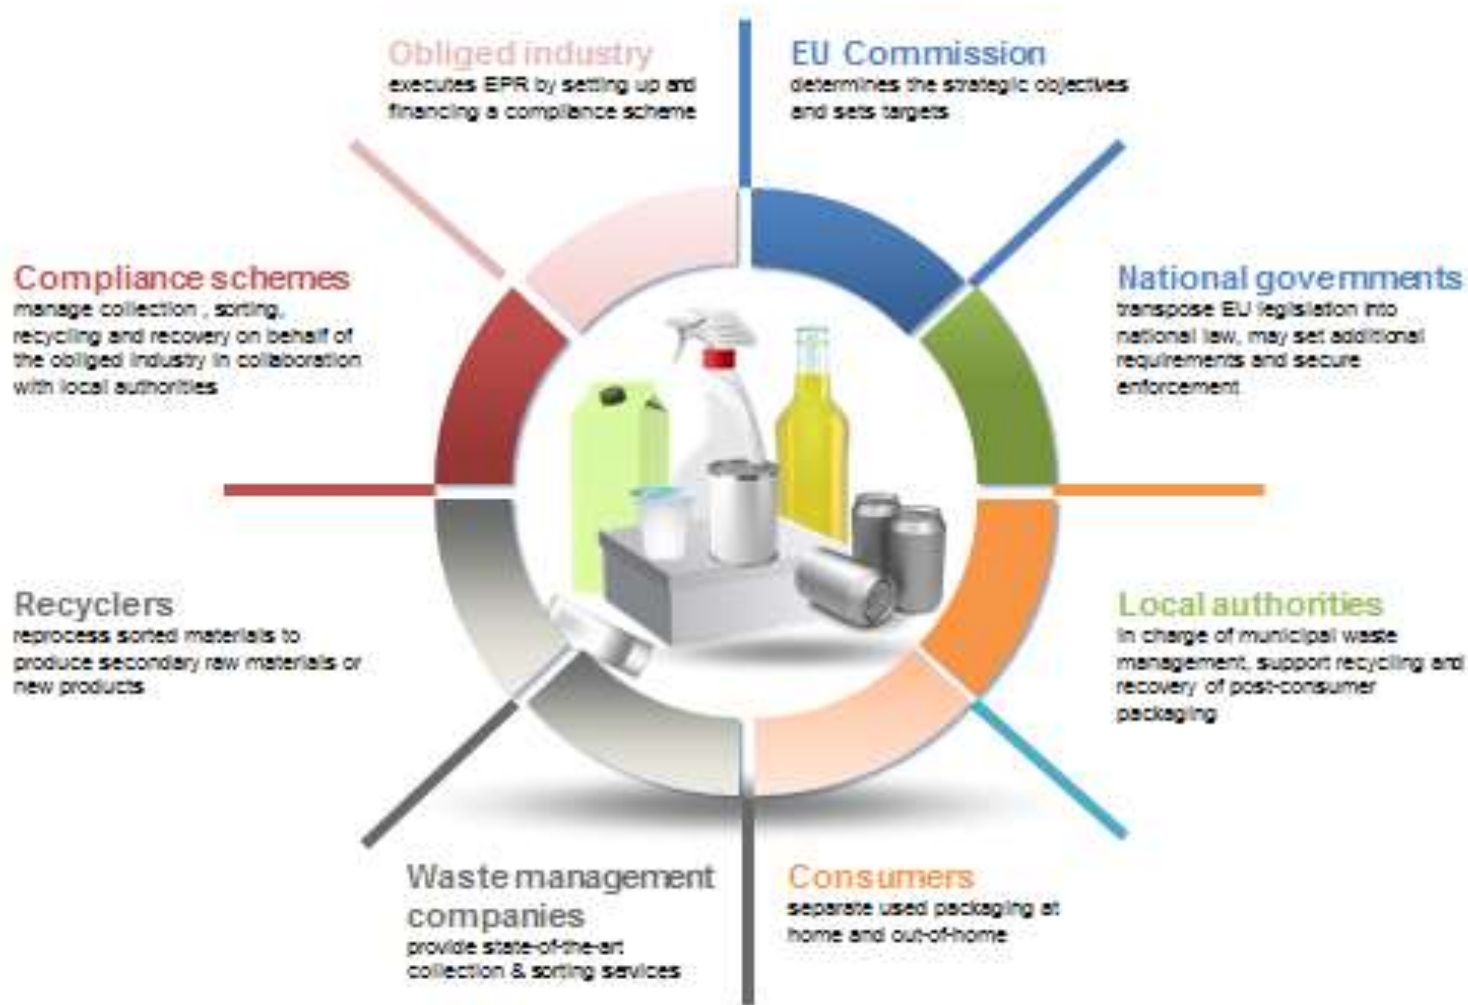 Obliged industry
executes EPR by setting up and
financing a compliance scheme
EU Commission
determines the strategic objectives
and sets targets
National governments
transpose EU legislation into
national law, may set additional
requirements and secure
enforcement
Local authorities
in charge of municipal waste
management, support recycling and
recovery of post-consumer
packaging
Consumers
separate used packaging at
home and out-of-home
Waste management
companies
provide state-of-the-art
collection & sorting services
Recyclers
reprocess sorted materials to
produce secondary raw materials or
new products
Compliance schemes
manage collection , sorting,
recycling and recovery on behalf of
the obliged industry in collaboration
with local authorities